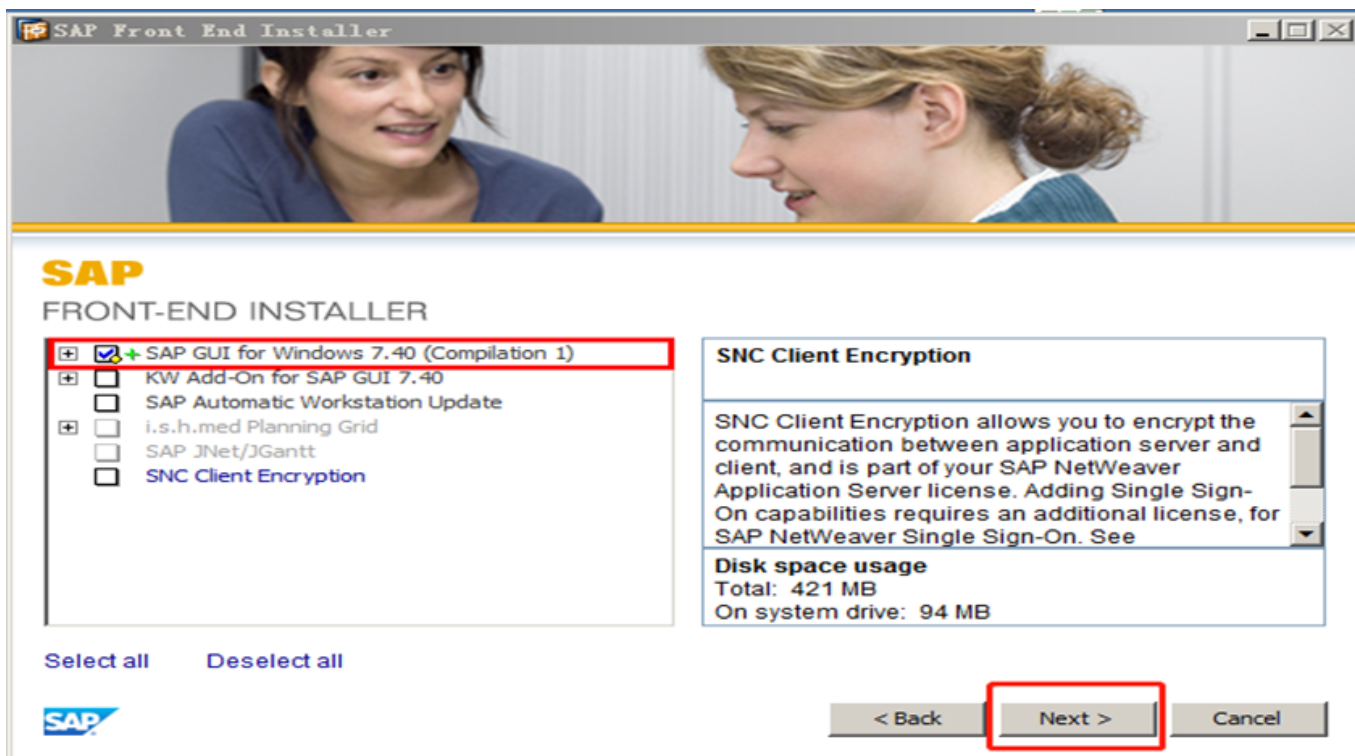 SAP Front End Installer
SAP
FRONT-END INSTALLER
SAP GUI for Windows 7.40 (Compilation 1)
KW Add-On for SAP GUI 7.40
SAP Automatic Workstation Update
i.s.h.med Planning Grid
SAP JNet/JGantt
SNC Client Encryption
SNC Client Encryption
SNC Client Encryption allows you to encrypt the
communication between application server and
client, and is part of your SAP NetWeaver
Application Server license. Adding Single Sign-
On capabilities requires an additional license, for
SAP NetWeaver Single Sign-On. See
Disk space usage
Total: 421 MB
On system drive: 94 MB
Select all
Deselect all
SAP
< Back
Next >
Cancel